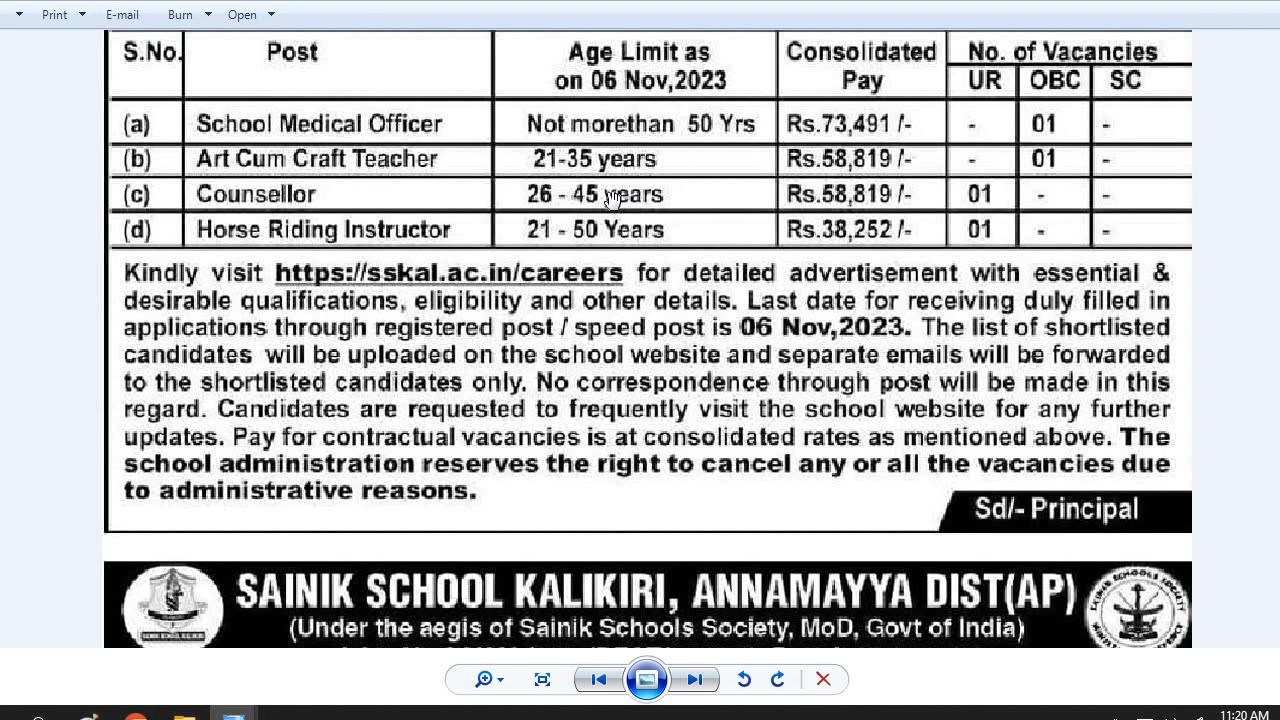 Print E-mail Burn Open
S.No. Post Age Limit as on 06 Nov,2023 Consolidated Pay No. of Vacancies
UR OBC SC
(a) School Medical Officer Not morethan 50 Yrs Rs.73,491 /- - 01 -
(b) Art Cum Craft Teacher 21-35 years Rs.58,819 /- - 01 -
(c) Counsellor 26 - 45 years Rs.58,819 /- 01 - -
(d) Horse Riding Instructor 21 - 50 Years Rs.38,252 /- 01 - -
Kindly visit https://sskal.ac.in/careers for detailed advertisement with essential &
desirable qualifications, eligibility and other details. Last date for receiving duly filled in
applications through registered post / speed post is 06 Nov,2023. The list of shortlisted
candidates will be uploaded on the school website and separate emails will be forwarded
to the shortlisted candidates only. No correspondence through post will be made in this
regard. Candidates are requested to frequently visit the school website for any further
updates. Pay for contractual vacancies is at consolidated rates as mentioned above. The
school administration reserves the right to cancel any or all the vacancies due
to administrative reasons.
Sd/- Principal
SAINIK SCHOOL KALIKIRI, ANNAMAYYA DIST(AP)
(Under the aegis of Sainik Schools Society, MoD, Govt of India)
11:20 AM